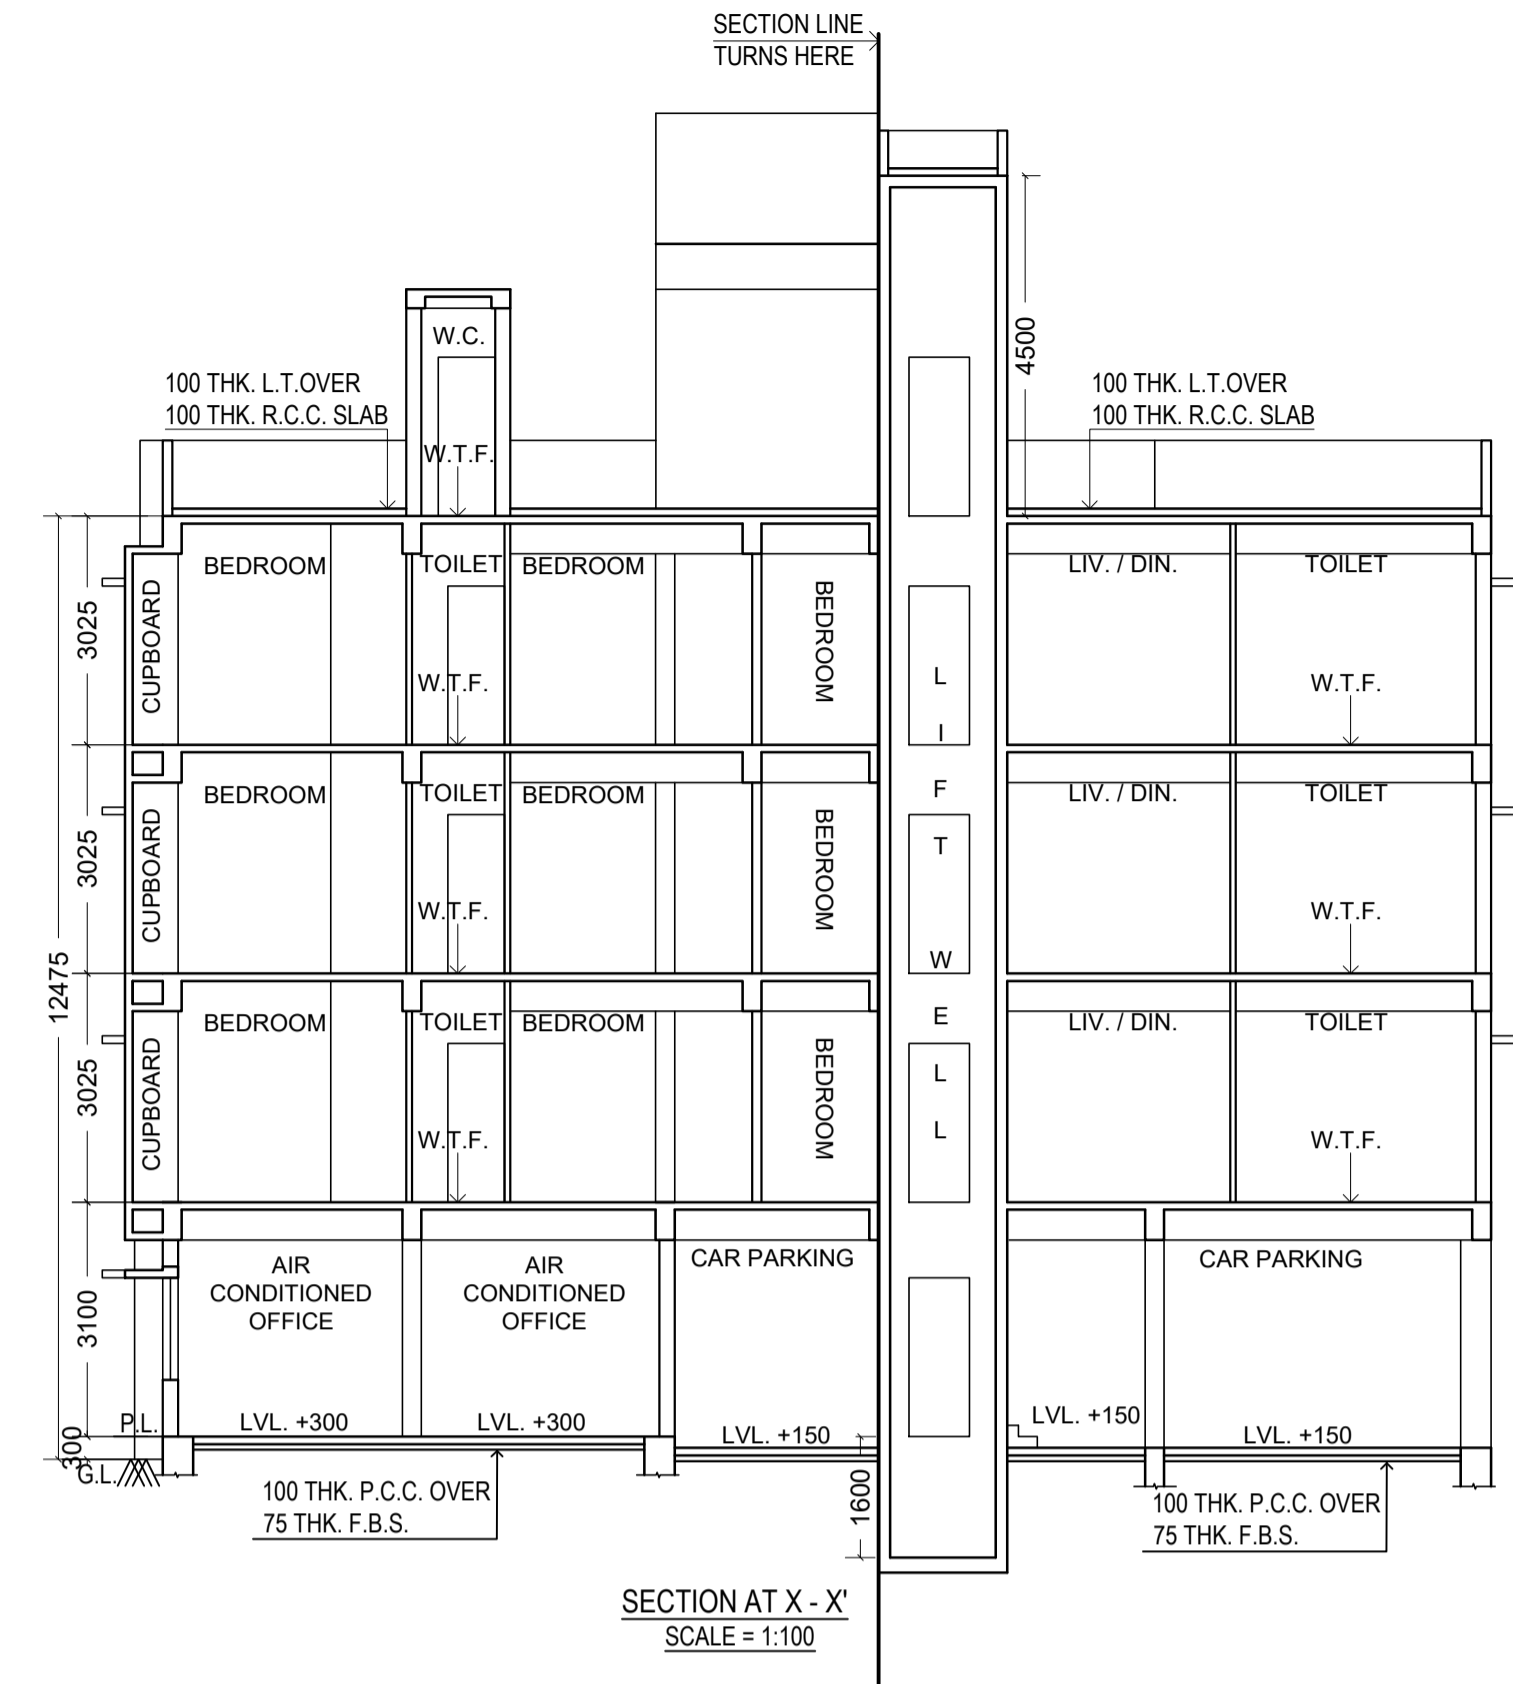 SECTION LINE
TURNS HERE
W.C.
4500
100 THK. L.T.OVER
100 THK. R.C.C. SLAB
100 THK. L.T.OVER
100 THK. R.C.C. SLAB
W.T.F.
BEDROOM
TOILET
BEDROOM
LIV. / DIN.
TOILET
3025
CUPBOARD
BEDROOM
W.T.F.
W.T.F.
LIFT WELL
BEDROOM
TOILET
BEDROOM
LIV. / DIN.
TOILET
3025
CUPBOARD
BEDROOM
W.T.F.
W.T.F.
12475
BEDROOM
TOILET
BEDROOM
LIV. / DIN.
TOILET
3025
CUPBOARD
BEDROOM
W.T.F.
W.T.F.
AIR
CONDITIONED
OFFICE
AIR
CONDITIONED
OFFICE
CAR PARKING
CAR PARKING
3100
P.L.
LVL. +300
LVL. +300
LVL. +150
LVL. +150
LVL. +150
300
G.L.
1600
100 THK. P.C.C. OVER
75 THK. F.B.S.
100 THK. P.C.C. OVER
75 THK. F.B.S.
SECTION AT X - X'
SCALE = 1:100